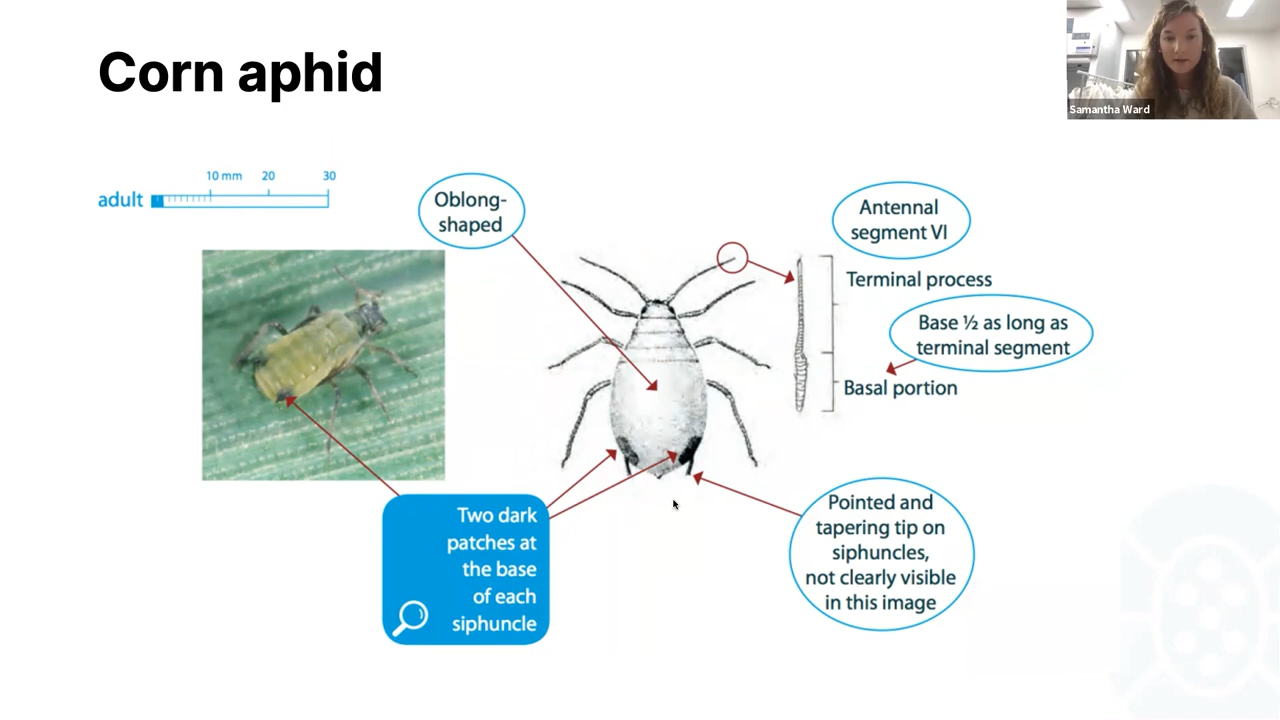 Corn aphid
Samantha Ward
10 mm 20 30
adult
Oblong-
shaped
Antennal
segment VI
Terminal process
Base ½ as long as
terminal segment
Basal portion
Two dark
patches at
the base
of each
siphuncle
Pointed and
tapering tip on
siphuncles,
not clearly visible
in this image